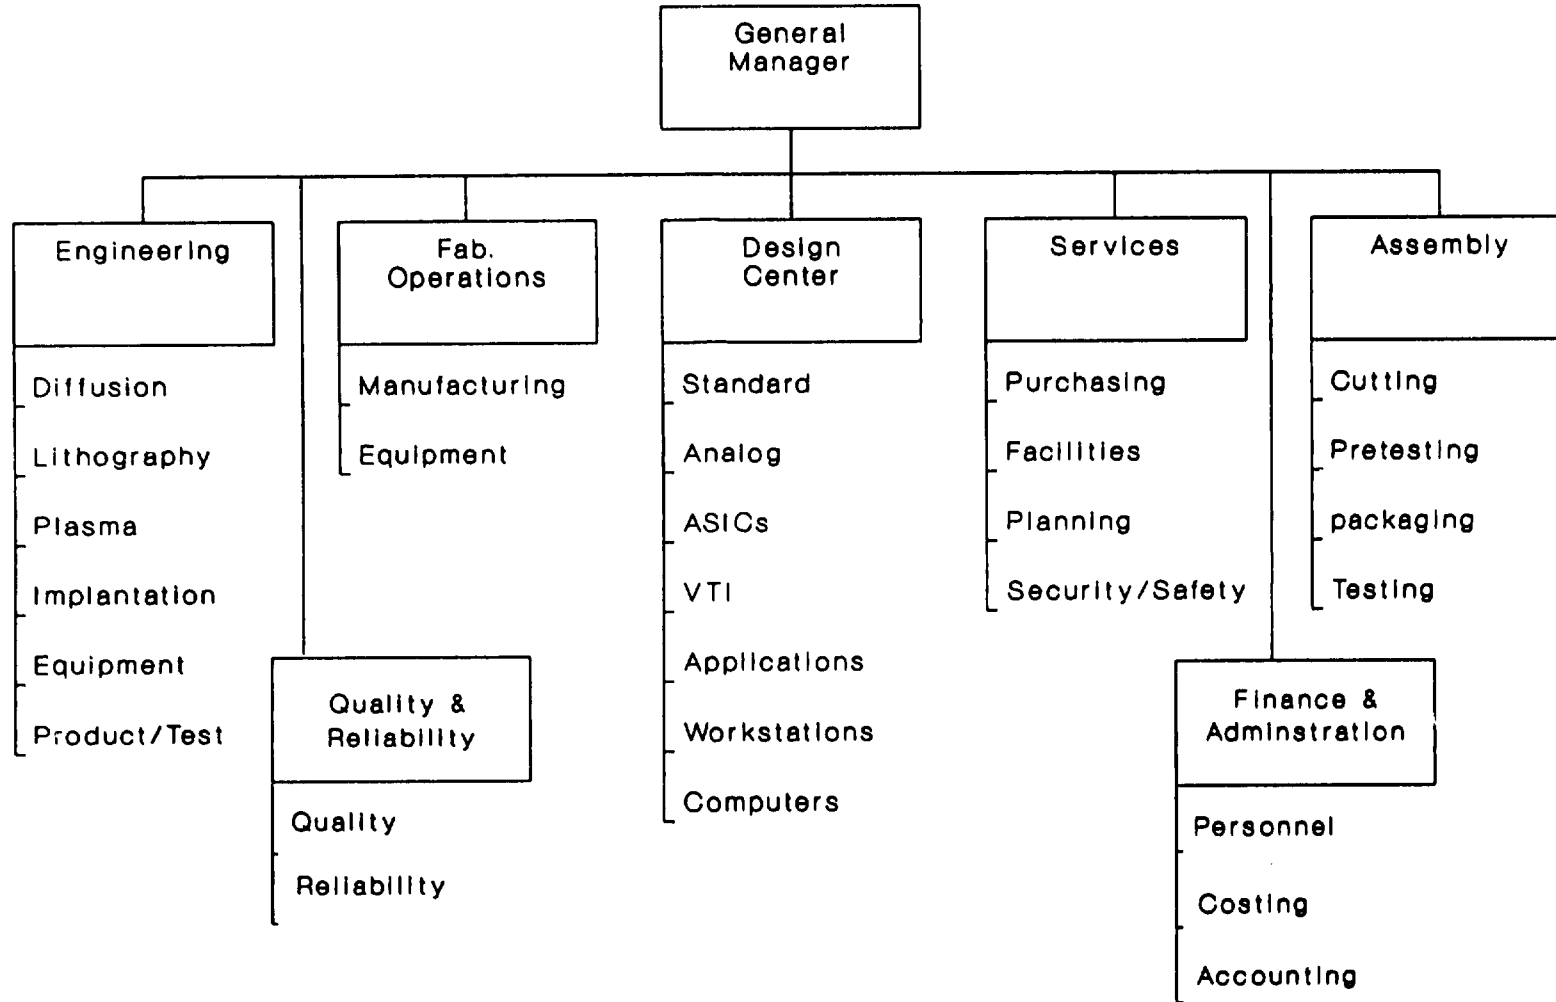 General
Manager
Engineering
Fab.
Operations
Design
Center
Services
Assembly
Diffusion
Lithography
Plasma
Implantation
Equipment
Product/Test
Manufacturing
Equipment
Standard
Analog
ASICs
VTI
Applications
Workstations
Computers
Purchasing
Facilities
Planning
Security/Safety
Cutting
Pretesting
packaging
Testing
Quality &
Reliability
Quality
Reliability
Finance &
Adminstration
Personnel
Costing
Accounting